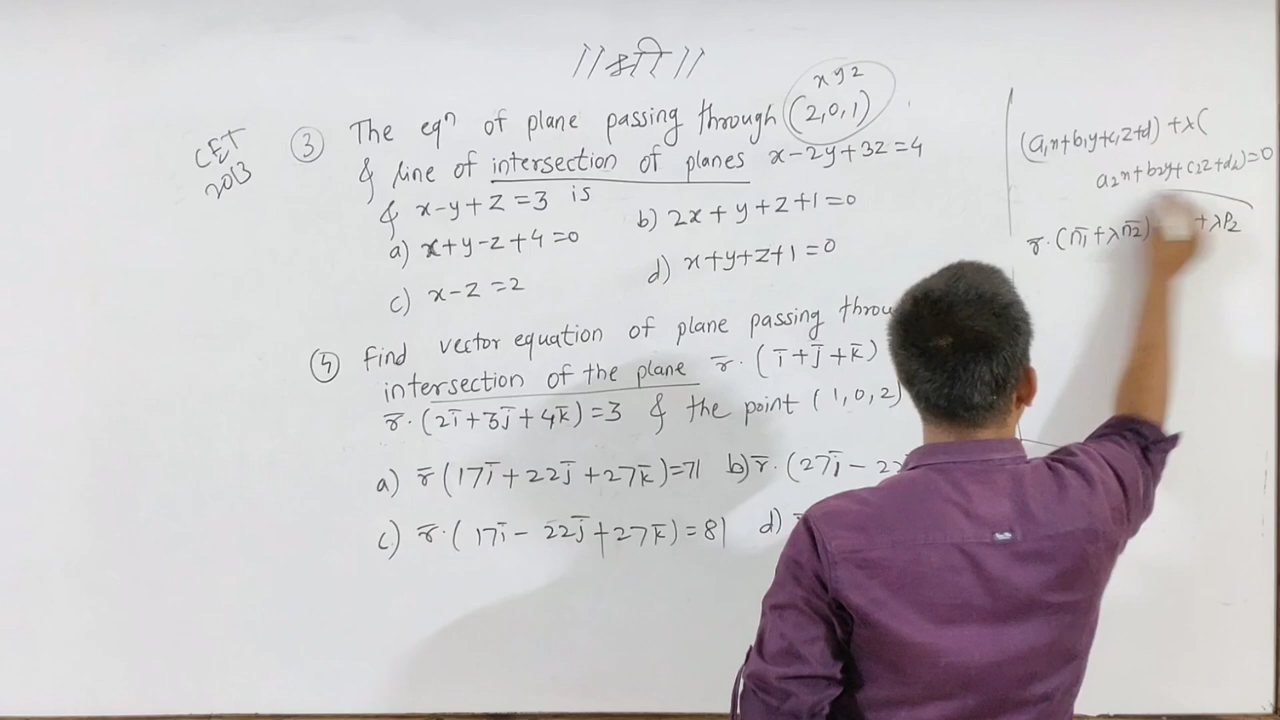 ॥ श्री ॥
CET
2013
③ The eqⁿ of plane passing through (2,0,1)
x y z
& line of intersection of planes x-2y+3z=4
& x-y+z=3 is
a) x+y-z+4=0 b) 2x+y+z+1=0
c) x-z=2 d) x+y+z+1=0
④ Find vector equation of plane passing
intersection of the plane r̄·(ī+j̄+k̄)
r̄·(2ī+3j̄+4k̄)=3 & the point (1,0,2)
a) r̄(17ī+22j̄+27k̄)=71 b) r̄·(27ī-22
c) r̄·(17ī-22j̄+27k̄)=81 d)
(a₁x+b₁y+c₁z+d)+λ(
a₂x+b₂y+c₂z+d₂)=0
r̄·(n̄₁+λn̄₂) +λP₂